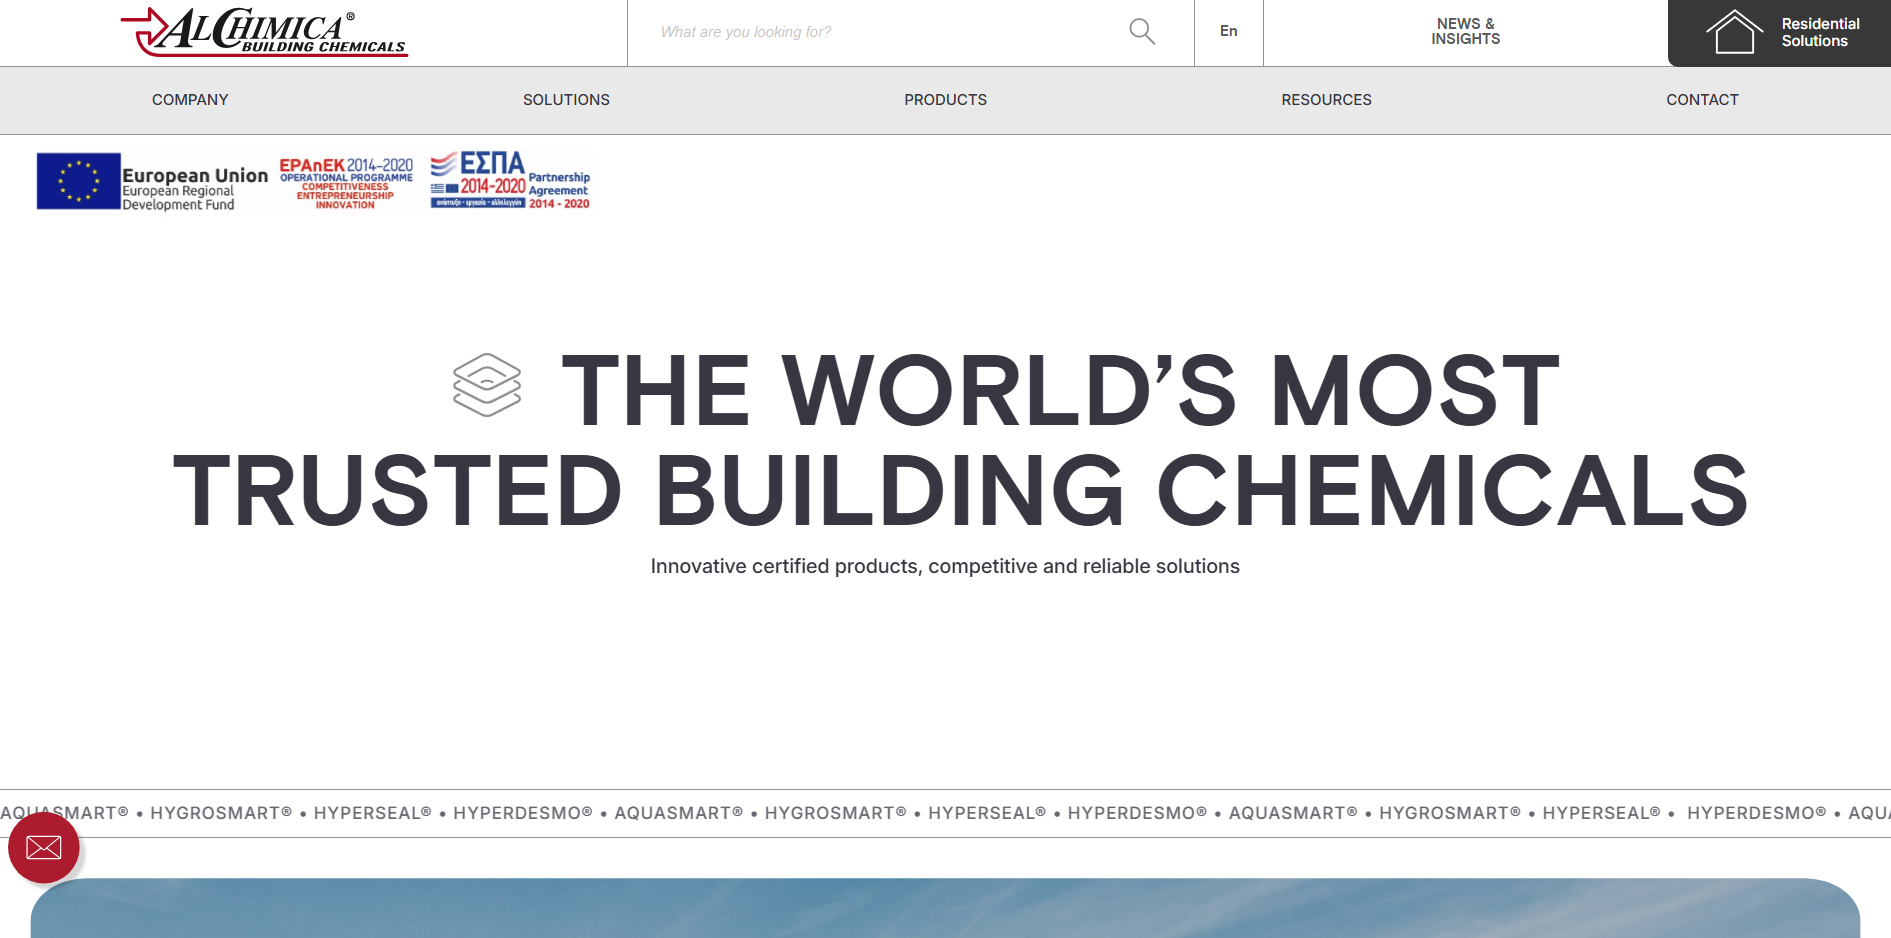 ALCHIMICA®
BUILDING CHEMICALS
What are you looking for?
En
NEWS &
INSIGHTS
Residential
Solutions
COMPANY
SOLUTIONS
PRODUCTS
RESOURCES
CONTACT
European Union
European Regional
Development Fund
EPAnEK 2014-2020
OPERATIONAL PROGRAMME
COMPETITIVENESS
ENTREPRENEURSHIP
INNOVATION
ΕΣΠΑ
2014-2020
ανάπτυξη - εργασία - αλληλεγγύη
Partnership
Agreement
2014 - 2020
THE WORLD’S MOST
TRUSTED BUILDING CHEMICALS
Innovative certified products, competitive and reliable solutions
AQUASMART® • HYGROSMART® • HYPERSEAL® • HYPERDESMO® • AQUASMART® • HYGROSMART® • HYPERSEAL® • HYPERDESMO® • AQUASMART® • HYGROSMART® • HYPERSEAL® • HYPERDESMO® •